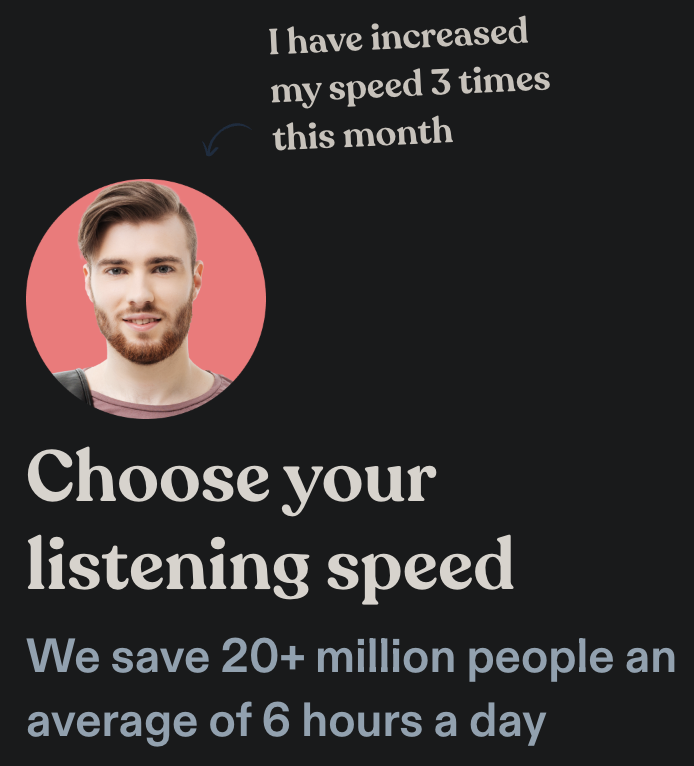 I have increased
my speed 3 times
this month
Choose your
listening speed
We save 20+ million people an
average of 6 hours a day